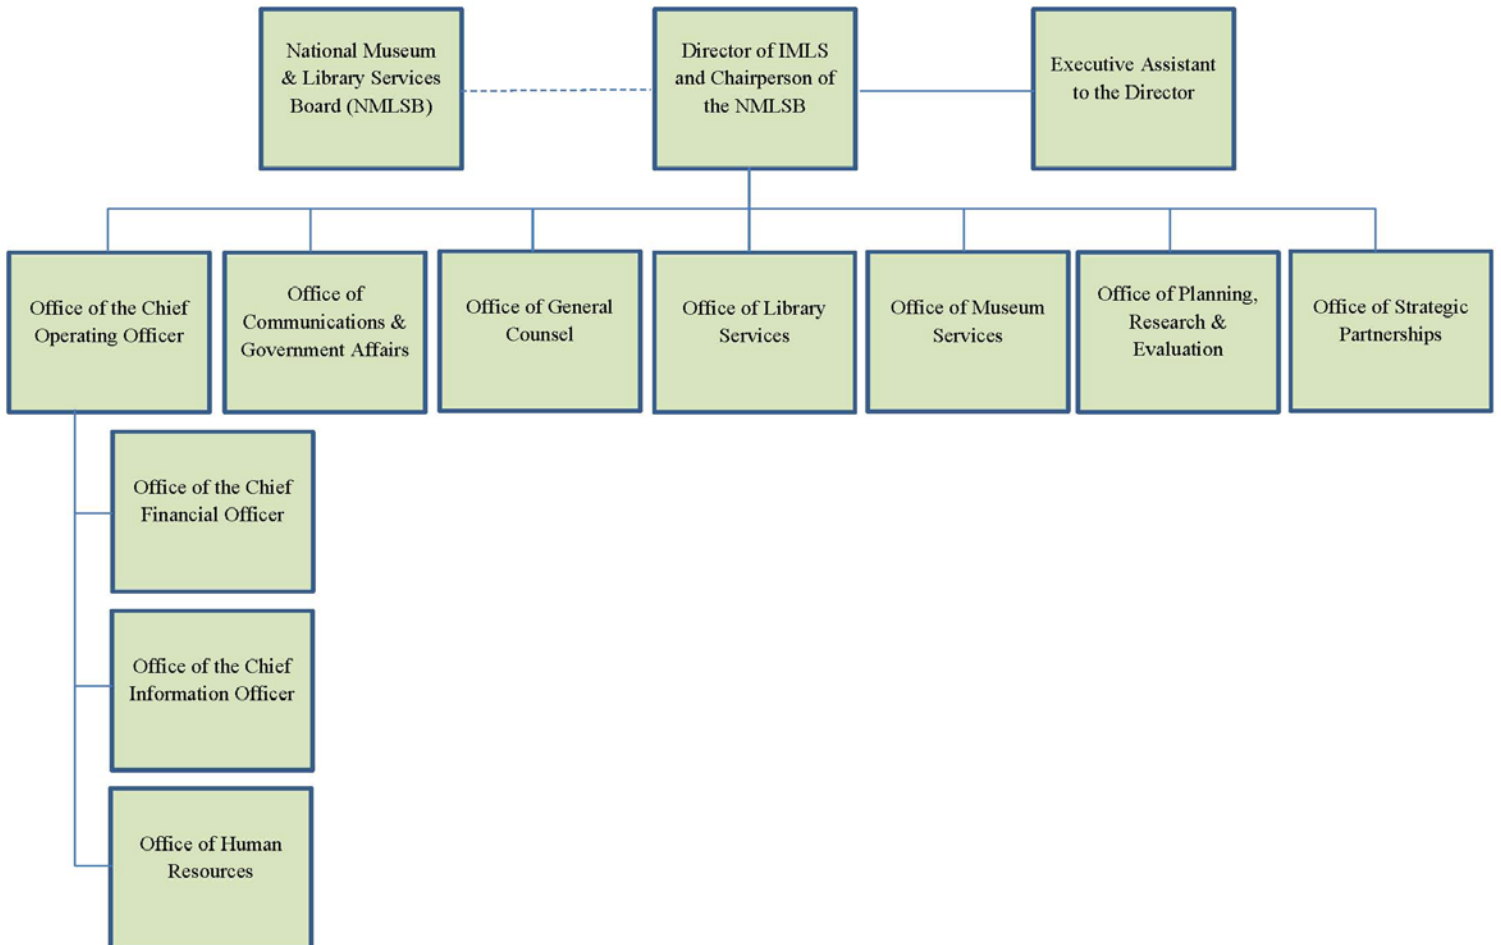 National Museum
& Library Services
Board (NMLSB)
Director of IMLS
and Chairperson of
the NMLSB
Executive Assistant
to the Director
Office of the Chief
Operating Officer
Office of
Communications &
Government Affairs
Office of General
Counsel
Office of Library
Services
Office of Museum
Services
Office of Planning,
Research &
Evaluation
Office of Strategic
Partnerships
Office of the Chief
Financial Officer
Office of the Chief
Information Officer
Office of Human
Resources